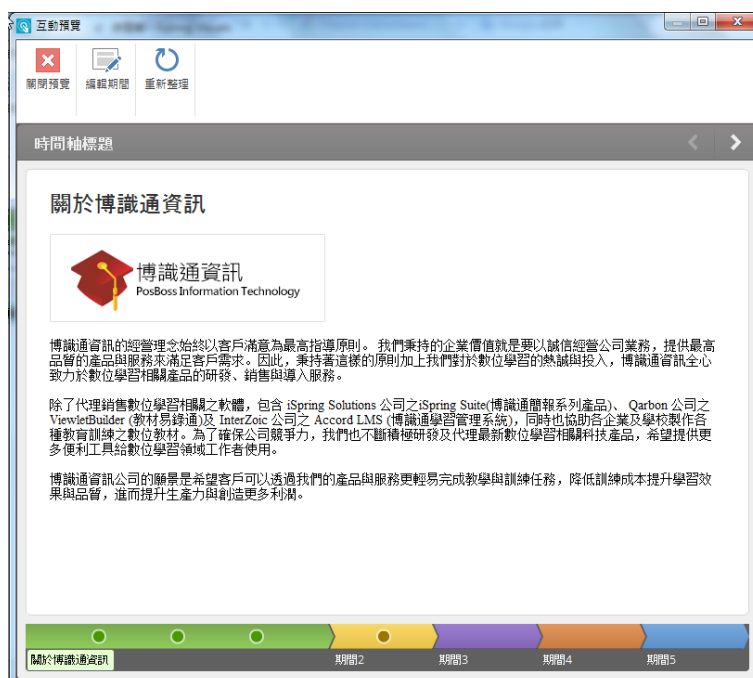 互動預覽
關閉預覽
編輯期間
重新整理
時間軸標題
關於博識通資訊
博識通資訊
PosBoss Information Technology
博識通資訊的經營理念始終以客戶滿意為最高指導原則。 我們秉持的企業價值就是要以誠信經營公司業務，提供最高
品質的產品與服務來滿足客戶需求。因此，秉持著這樣的原則加上我們對於數位學習的熱誠與投入，博識通資訊全心
致力於數位學習相關產品的研發、銷售與導入服務。
除了代理銷售數位學習相關之軟體，包含 iSpring Solutions 公司之iSpring Suite(博識通簡報系列產品)、 Qarbon 公司之
ViewletBuilder (教材易錄通)及 InterZoic 公司之 Accord LMS (博識通學習管理系統)，同時也協助各企業及學校製作各
種教育訓練之數位教材。為了確保公司競爭力，我們也不斷積極研發及代理最新數位學習相關科技產品，希望提供更
多便利工具給數位學習領域工作者使用。
博識通資訊公司的願景是希望客戶可以透過我們的產品與服務更輕易完成教學與訓練任務，降低訓練成本提升學習效
果與品質，進而提升生產力與創造更多利潤。
關於博識通資訊
期間2
期間3
期間4
期間5